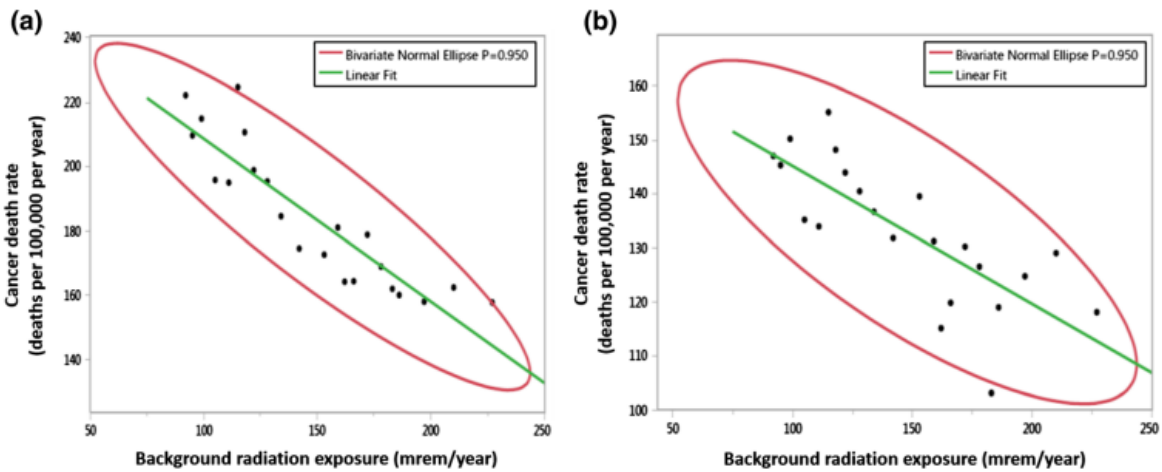 (a)
240
220
200
180
160
140
50
100
150
200
250
Cancer death rate
(deaths per 100,000 per year)
Background radiation exposure (mrem/year)
Bivariate Normal Ellipse P=0.950
Linear Fit
(b)
160
150
140
130
120
110
100
50
100
150
200
250
Cancer death rate
(deaths per 100,000 per year)
Background radiation exposure (mrem/year)
Bivariate Normal Ellipse P=0.950
Linear Fit